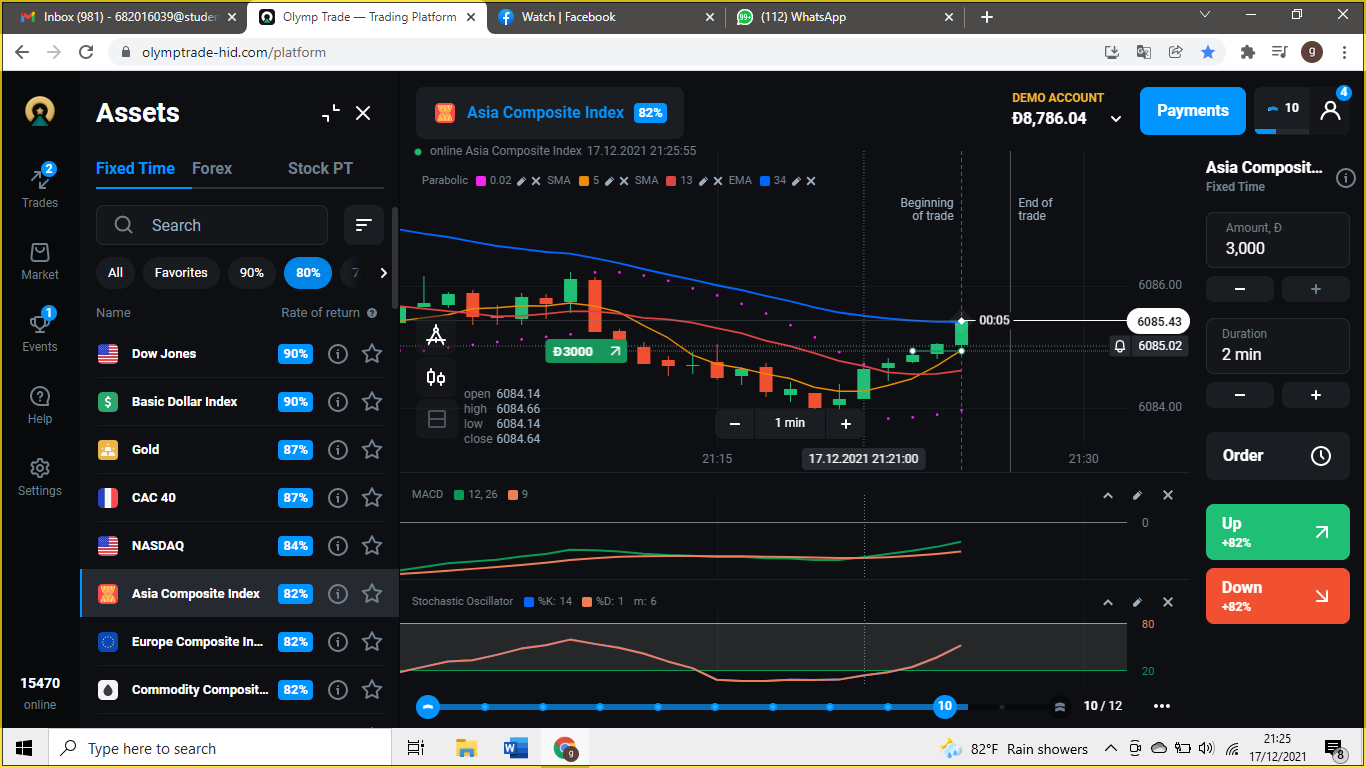 Inbox (981) - 682016039@studen
Olymp Trade — Trading Platform
Watch | Facebook
99+
(112) WhatsApp
olymptrade-hid.com/platform
g
2
Trades
Market
1
Events
Help
Settings
15470
online
Assets
Fixed Time
Forex
Stock PT
Search
All
Favorites
90%
80%
7
Name
Rate of return
Dow Jones
90%
Basic Dollar Index
90%
Gold
87%
CAC 40
87%
NASDAQ
84%
Asia Composite Index
82%
Europe Composite In...
82%
Commodity Composit...
82%
Asia Composite Index
82%
DEMO ACCOUNT
Đ8,786.04
Payments
10
4
online Asia Composite Index 17.12.2021 21:25:55
Parabolic 0.02 SMA 5 SMA 13 EMA 34
Beginning
of trade
End of
trade
6086.00
00:05
6085.43
6085.02
Đ3000
open 6084.14
high 6084.66
low 6084.14
close 6084.64
6084.00
1 min
21:15
17.12.2021 21:21:00
21:30
MACD 12, 26 9
0
Stochastic Oscillator %K: 14 %D: 1 m: 6
80
20
10
10 / 12
Asia Composit...
Fixed Time
Amount, Đ
3,000
Duration
2 min
Order
Up
+82%
Down
+82%
Type here to search
g
82°F Rain showers
21:25
17/12/2021
8